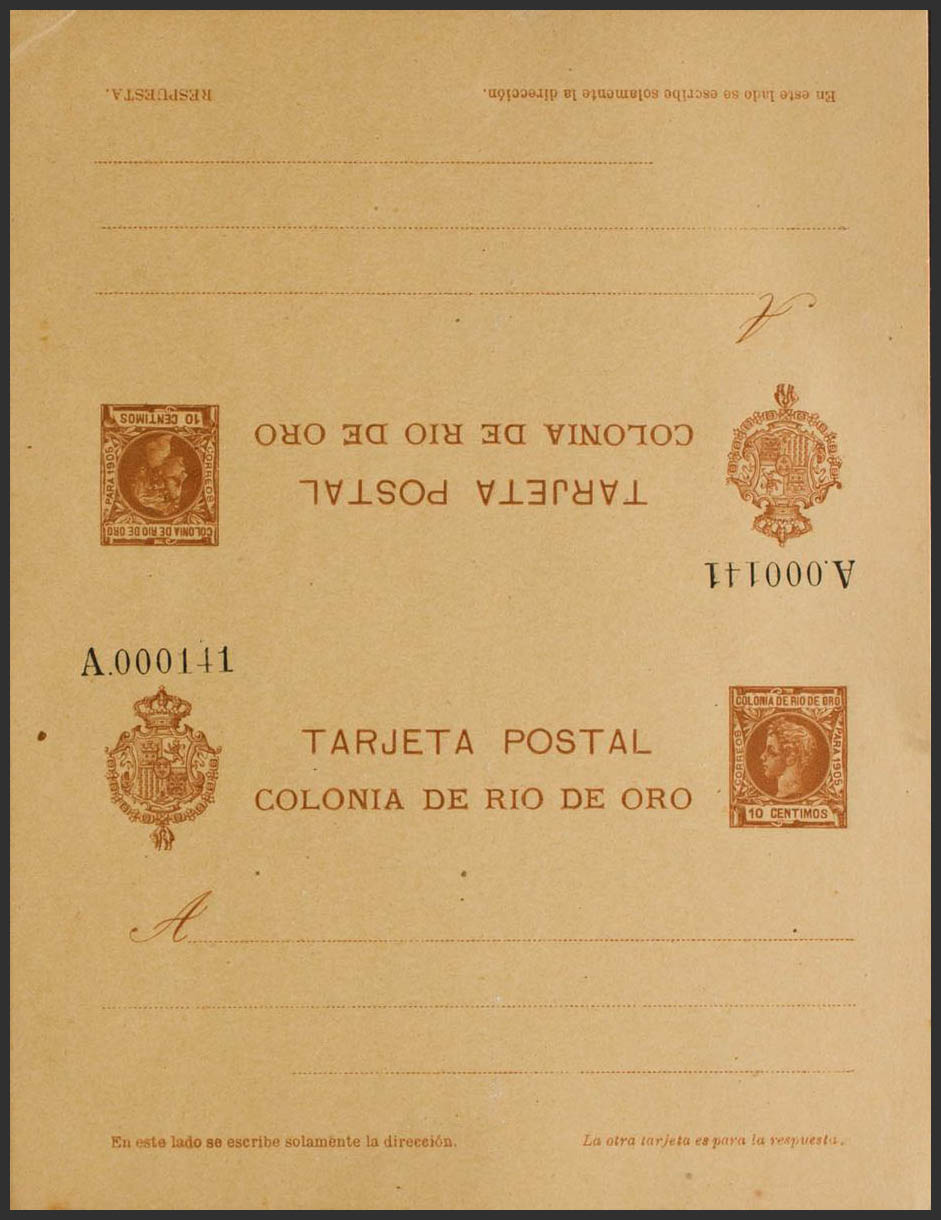 RESPUESTA.
En este lado se escribe solamente la dirección.
A
10 CENTIMOS
PARA 1905
CORREOS
COLONIA DE RIO DE ORO
COLONIA DE RIO DE ORO
TARJETA POSTAL
A.000141
A.000141
TARJETA POSTAL
COLONIA DE RIO DE ORO
COLONIA DE RIO DE ORO
CORREOS
PARA 1905
10 CENTIMOS
A
En este lado se escribe solamente la dirección.
La otra tarjeta es para la respuesta.